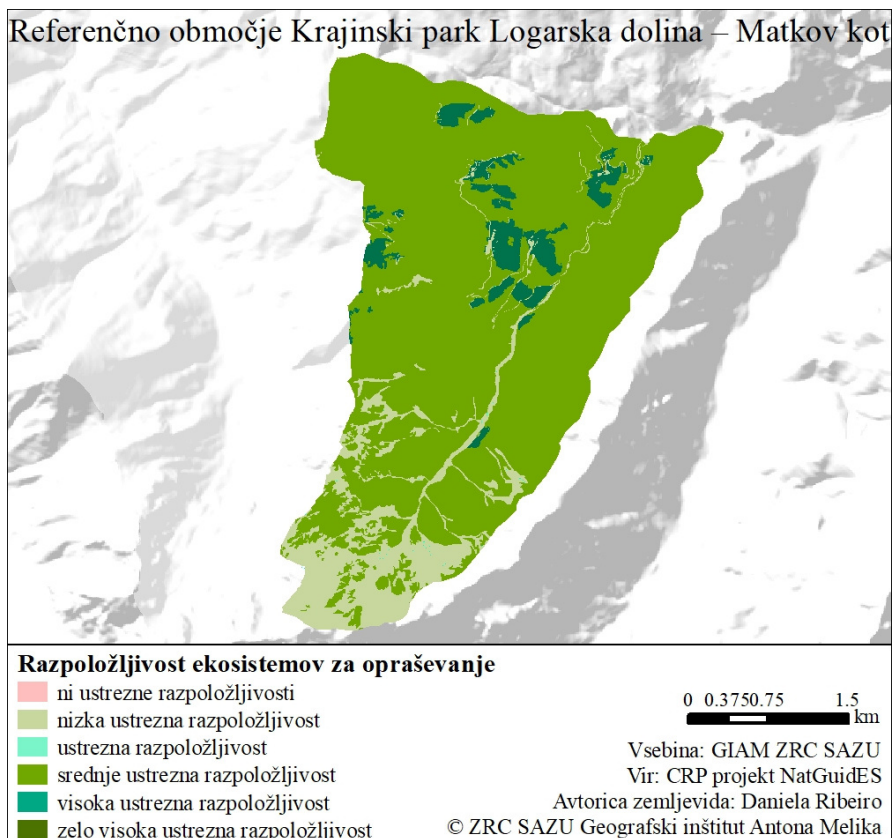 Referenčno območje Krajinski park Logarska dolina – Matkov kot
Razpoložljivost ekosistemov za opraševanje
ni ustrezne razpoložljivosti
nizka ustrezna razpoložljivost
ustrezna razpoložljivost
srednje ustrezna razpoložljivost
visoka ustrezna razpoložljivost
zelo visoka ustrezna razpoložljivost
0 0.375 0.75 1.5
km
Vsebina: GIAM ZRC SAZU
Vir: CRP projekt NatGuidES
Avtorica zemljevida: Daniela Ribeiro
© ZRC SAZU Geografski inštitut Antona Melika